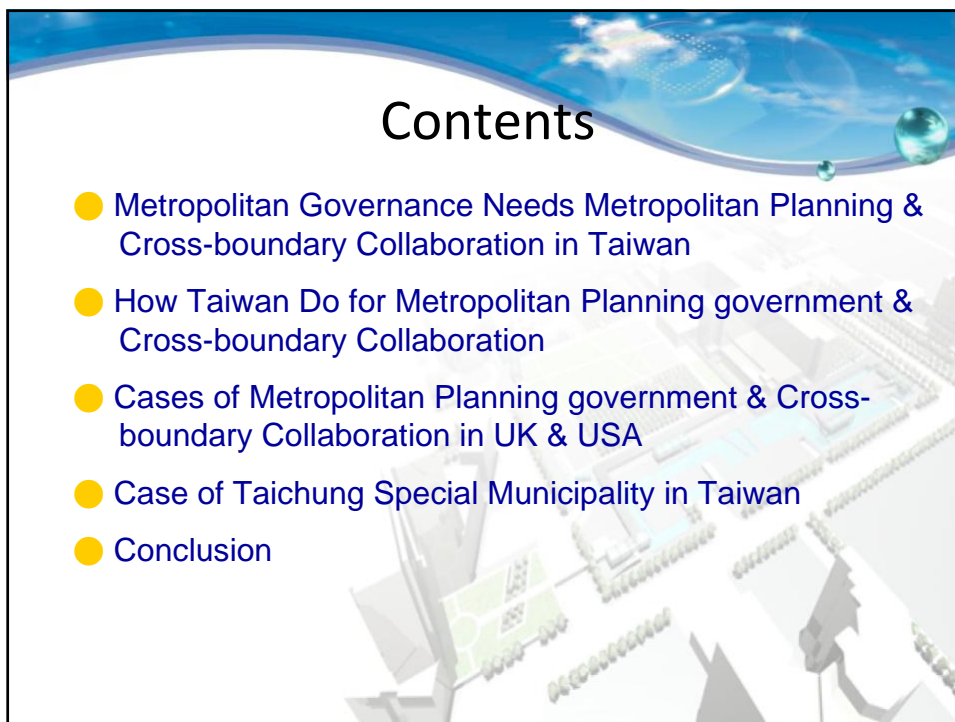 Contents
Metropolitan Governance Needs Metropolitan Planning &
Cross-boundary Collaboration in Taiwan
How Taiwan Do for Metropolitan Planning government &
Cross-boundary Collaboration
Cases of Metropolitan Planning government & Cross-
boundary Collaboration in UK & USA
Case of Taichung Special Municipality in Taiwan
Conclusion